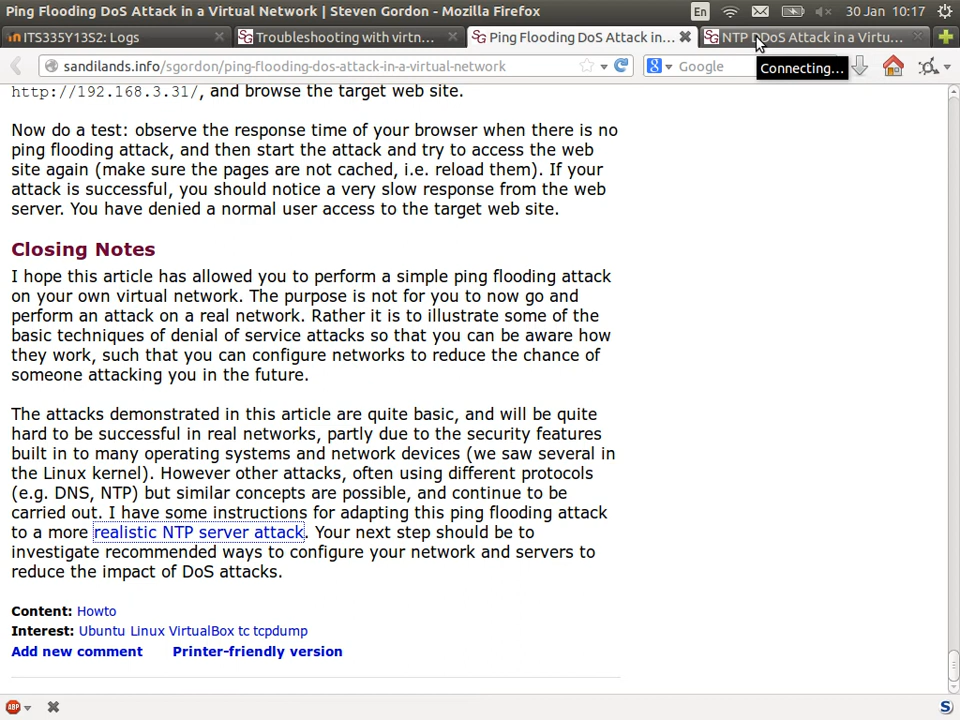 Ping Flooding DoS Attack in a Virtual Network | Steven Gordon - Mozilla Firefox
En
30 Jan 10:17
ITS335Y13S2: Logs
Troubleshooting with virtn...
Ping Flooding DoS Attack in...
NTP DDoS Attack in a Virtu...
sandilands.info/sgordon/ping-flooding-dos-attack-in-a-virtual-network
Google
Connecting...
http://192.168.3.31/, and browse the target web site.
Now do a test: observe the response time of your browser when there is no
ping flooding attack, and then start the attack and try to access the web
site again (make sure the pages are not cached, i.e. reload them). If your
attack is successful, you should notice a very slow response from the web
server. You have denied a normal user access to the target web site.
Closing Notes
I hope this article has allowed you to perform a simple ping flooding attack
on your own virtual network. The purpose is not for you to now go and
perform an attack on a real network. Rather it is to illustrate some of the
basic techniques of denial of service attacks so that you can be aware how
they work, such that you can configure networks to reduce the chance of
someone attacking you in the future.
The attacks demonstrated in this article are quite basic, and will be quite
hard to be successful in real networks, partly due to the security features
built in to many operating systems and network devices (we saw several in
the Linux kernel). However other attacks, often using different protocols
(e.g. DNS, NTP) but similar concepts are possible, and continue to be
carried out. I have some instructions for adapting this ping flooding attack
to a more realistic NTP server attack. Your next step should be to
investigate recommended ways to configure your network and servers to
reduce the impact of DoS attacks.
Content: Howto
Interest: Ubuntu Linux VirtualBox tc tcpdump
Add new comment Printer-friendly version
ABP
S